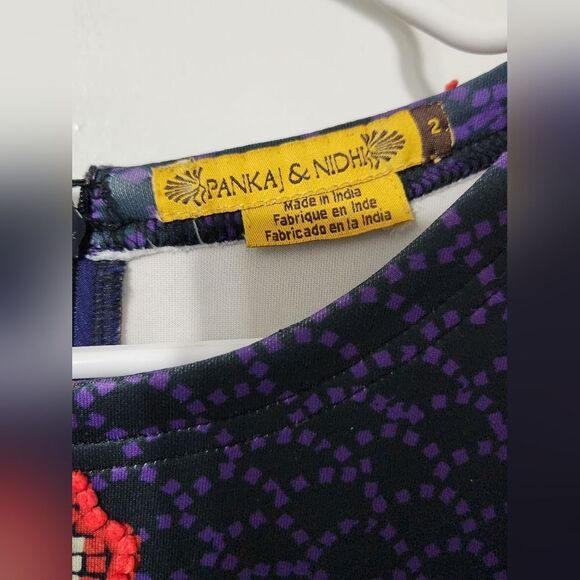 PANKAJ & NIDHI
2
Made in India
Fabrique en Inde
Fabricado en la India